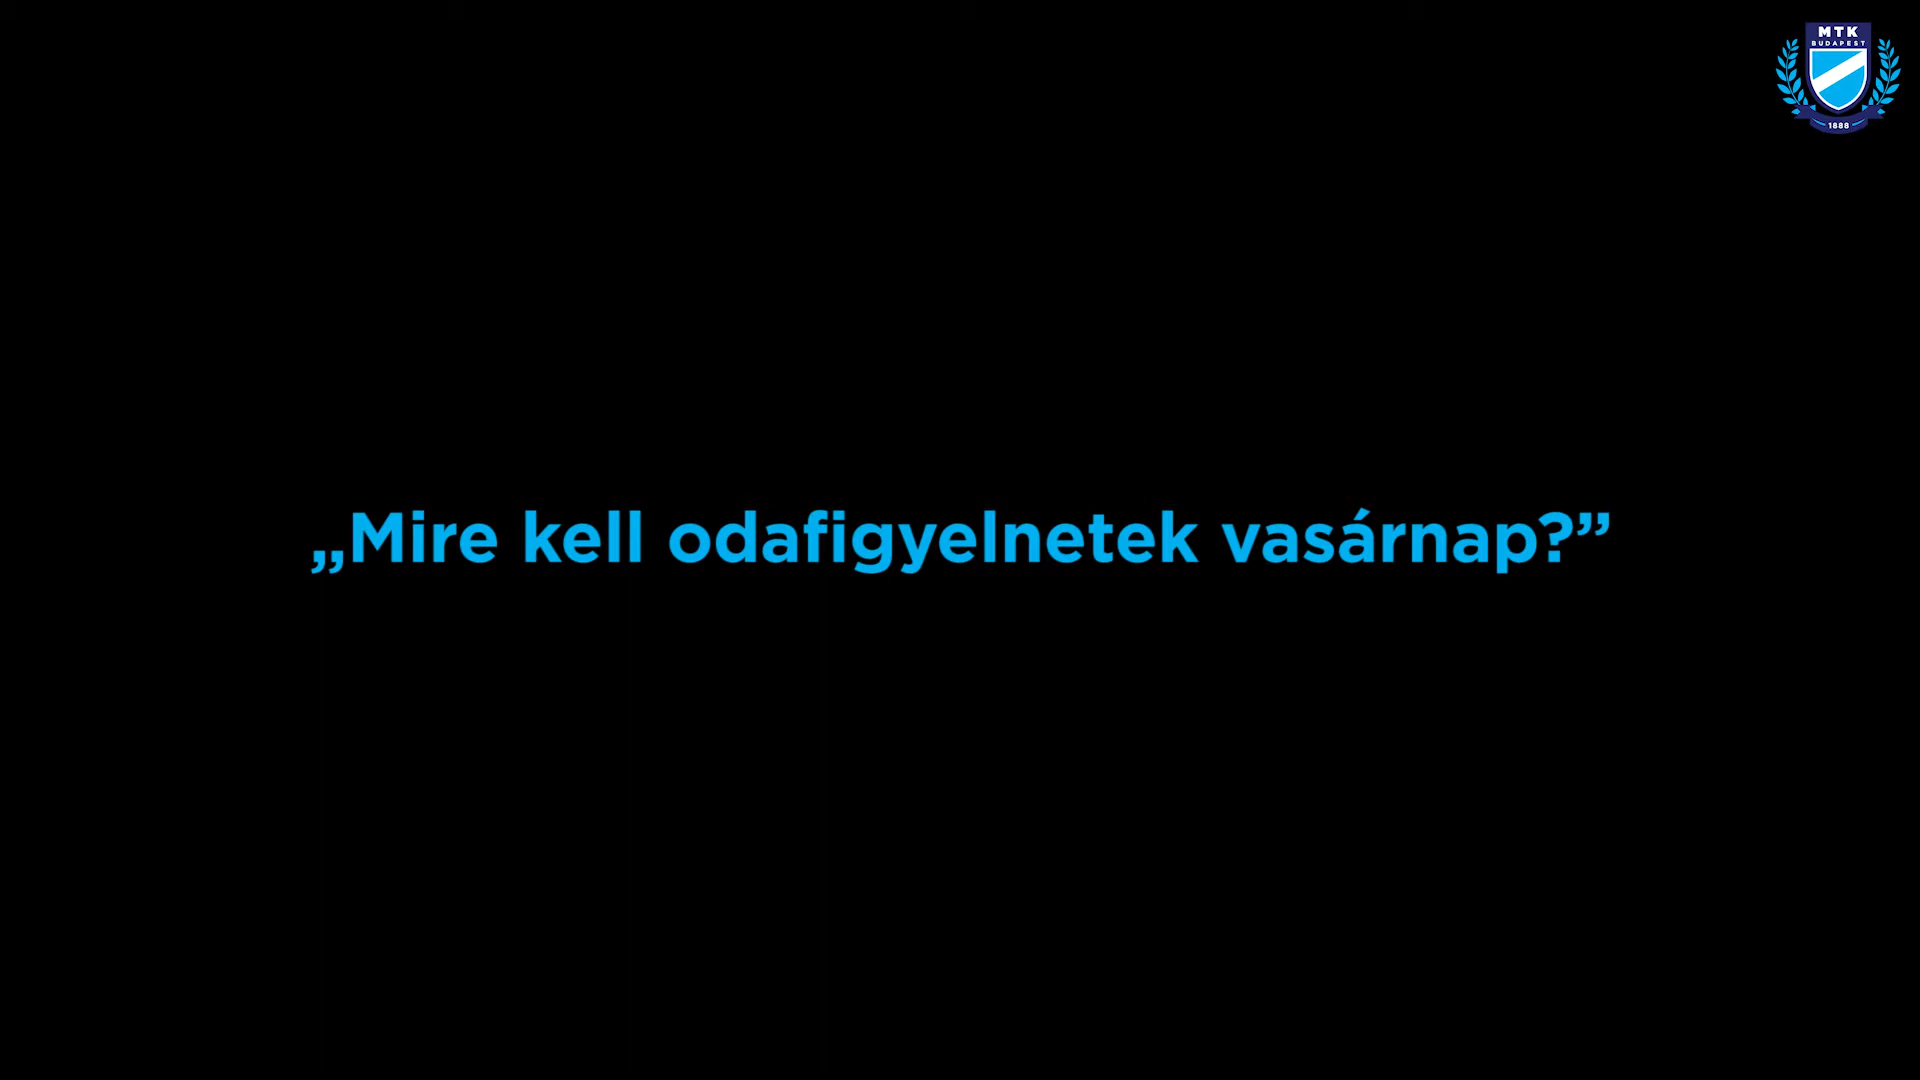 MTK
BUDAPEST
1888
„Mire kell odafigyelnetek vasárnap?”